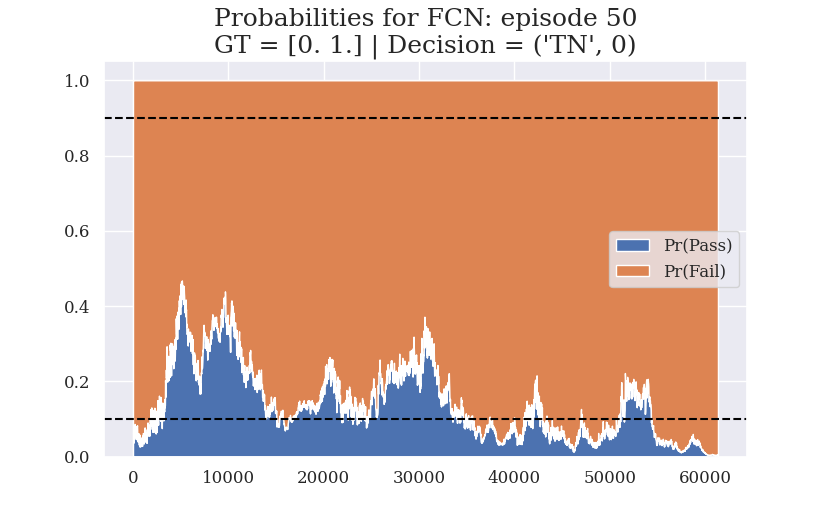 Probabilities for FCN: episode 50
GT = [0. 1.] | Decision = ('TN', 0)
1.0
0.8
0.6
0.4
0.2
0.0
Pr(Pass)
Pr(Fail)
0 10000 20000 30000 40000 50000 60000